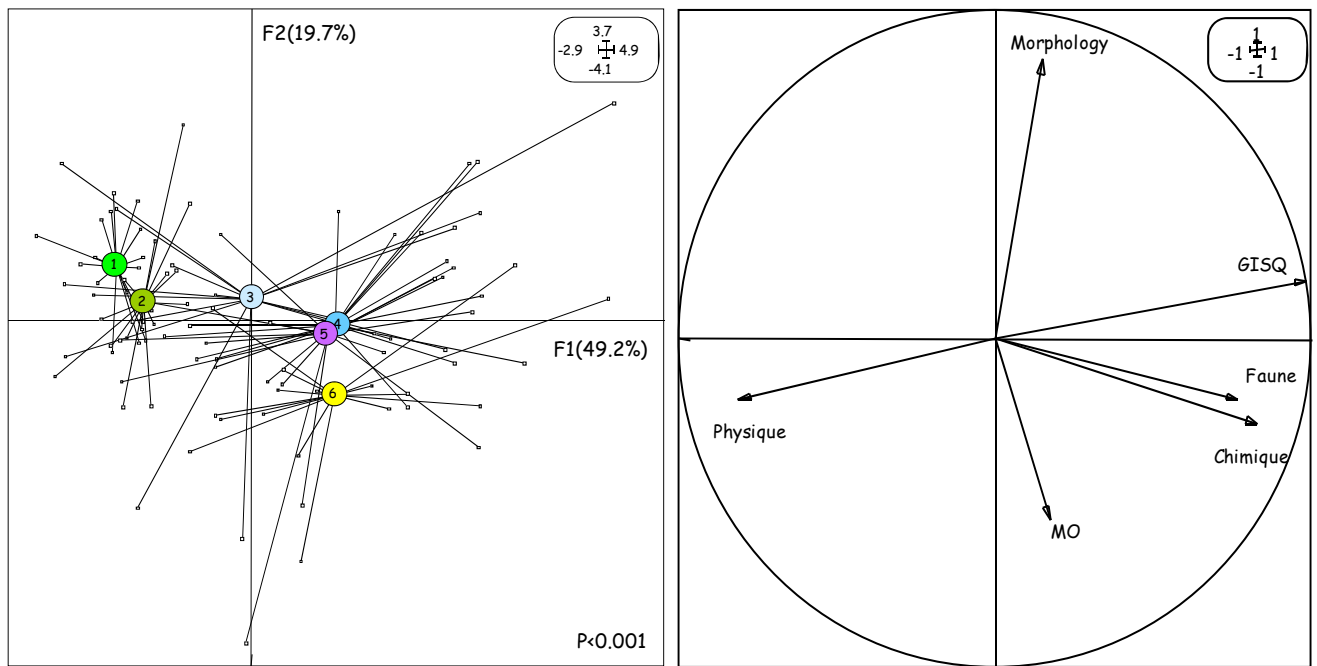 F2(19.7%)
3.7
-2.9 4.9
-4.1
1
2
3
4
5
6
F1(49.2%)
P<0.001
Morphology
1
-1 1
-1
GISQ
Faune
Physique
Chimique
MO